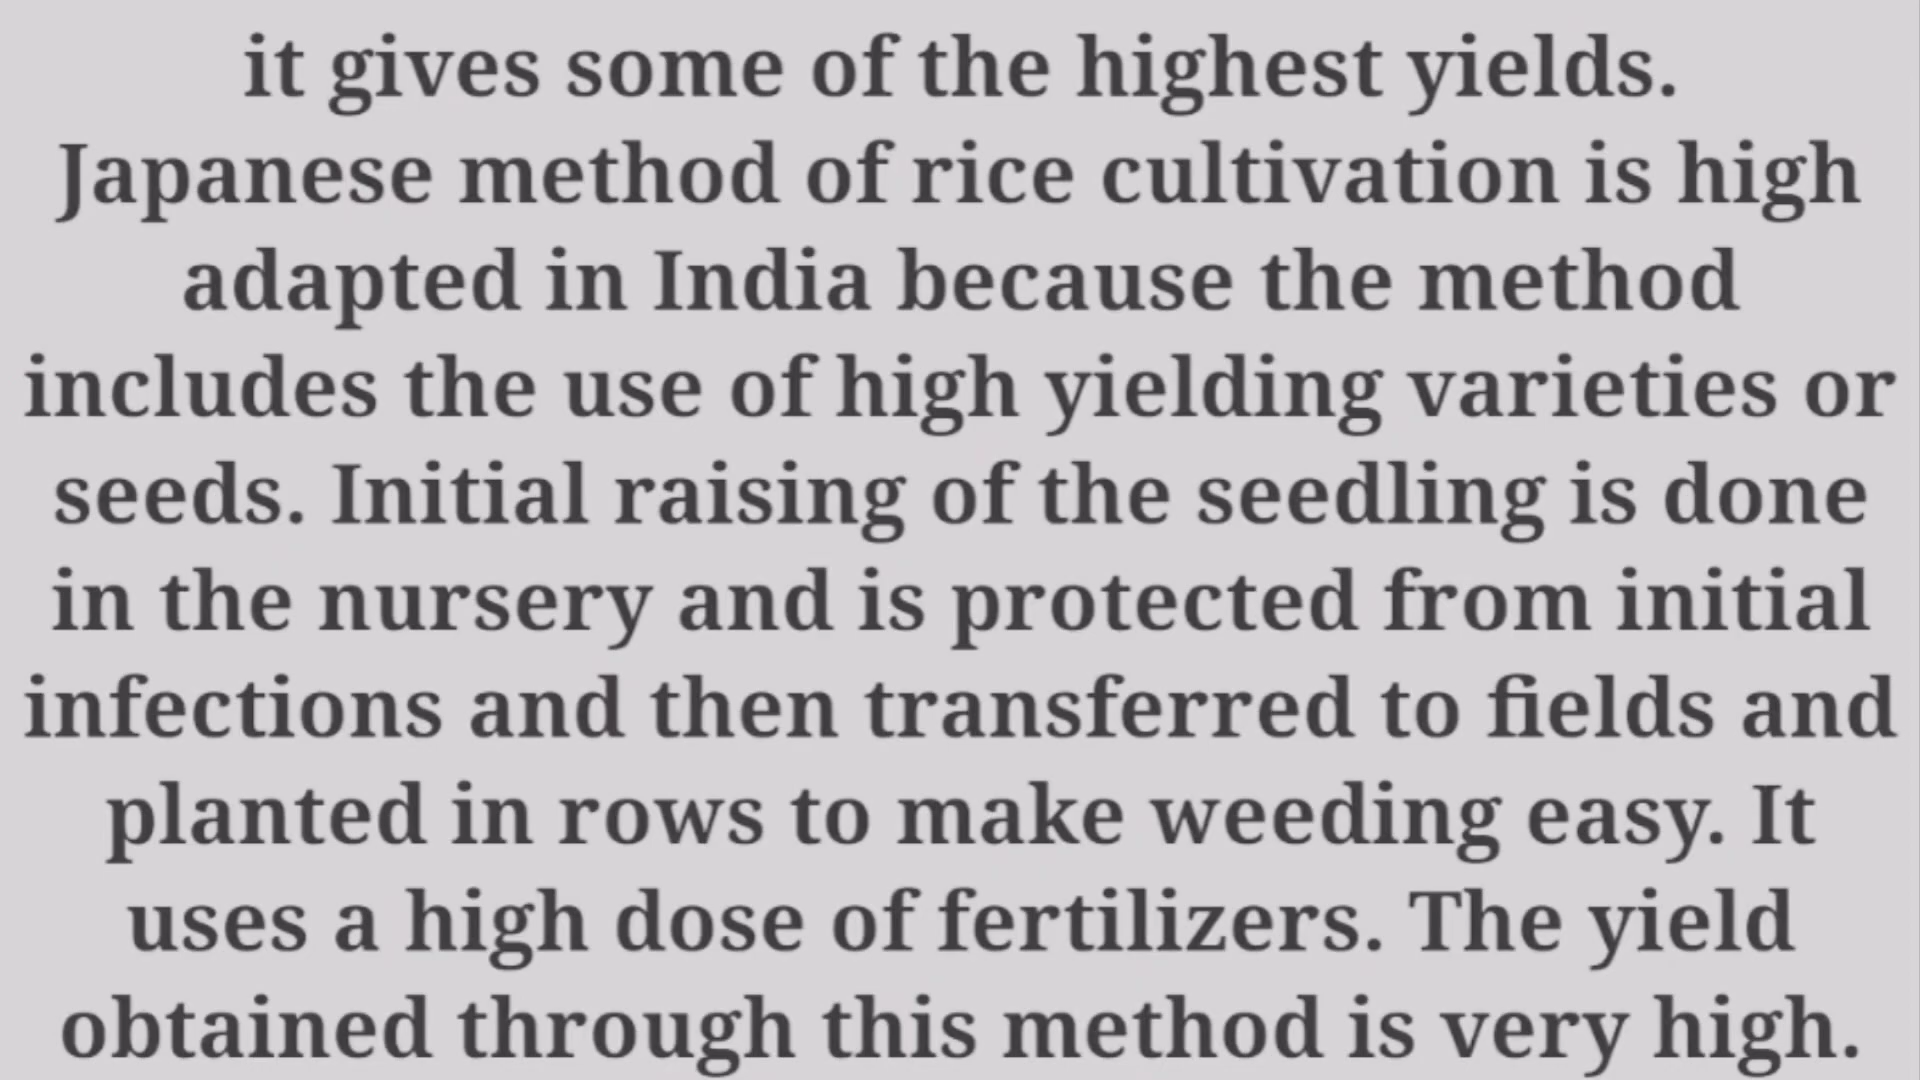 it gives some of the highest yields.
Japanese method of rice cultivation is high
adapted in India because the method
includes the use of high yielding varieties or
seeds. Initial raising of the seedling is done
in the nursery and is protected from initial
infections and then transferred to fields and
planted in rows to make weeding easy. It
uses a high dose of fertilizers. The yield
obtained through this method is very high.